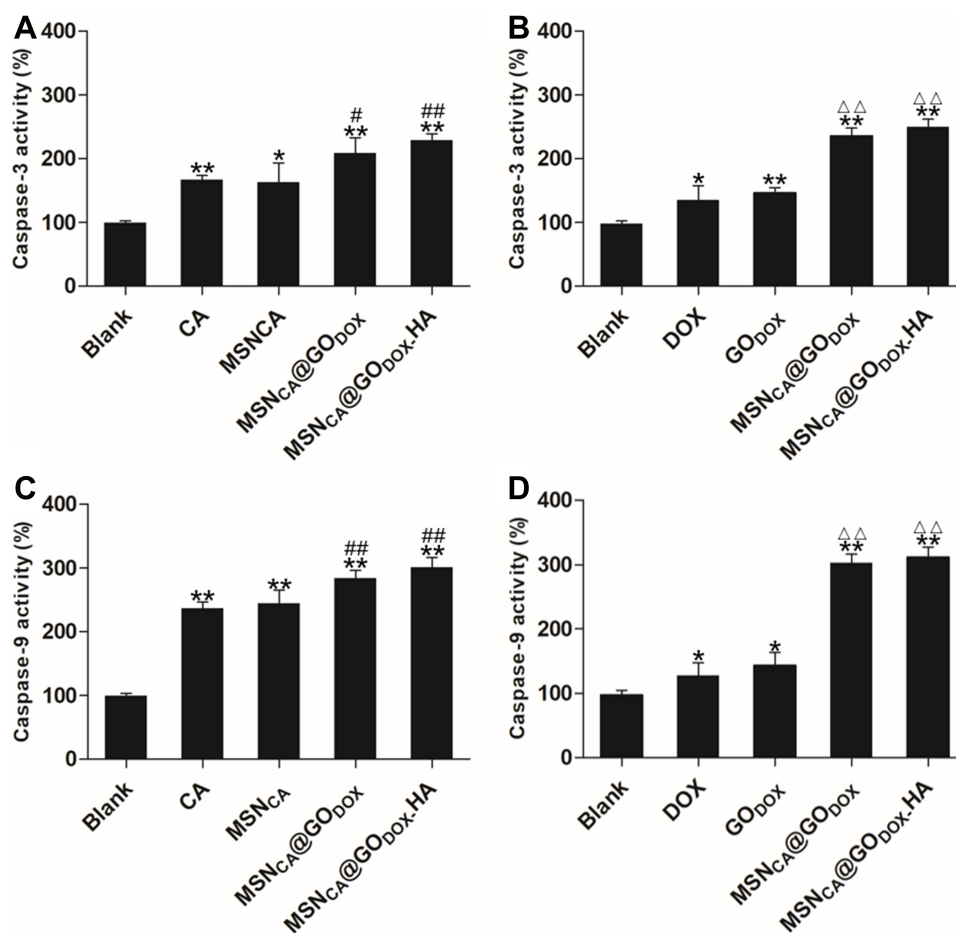 A
Caspase-3 activity (%)
400
300
200
100
0
**
*
#
**
##
**
Blank
CA
MSNCA
MSNCA@GODOX
MSNCA@GODOX-HA
B
Caspase-3 activity (%)
400
300
200
100
0
*
**
△△
**
△△
**
Blank
DOX
GODOX
MSNCA@GODOX
MSNCA@GODOX-HA
C
Caspase-9 activity (%)
400
300
200
100
0
**
**
##
**
##
**
Blank
CA
MSNCA
MSNCA@GODOX
MSNCA@GODOX-HA
D
Caspase-9 activity (%)
400
300
200
100
0
*
*
△△
**
△△
**
Blank
DOX
GODOX
MSNCA@GODOX
MSNCA@GODOX-HA